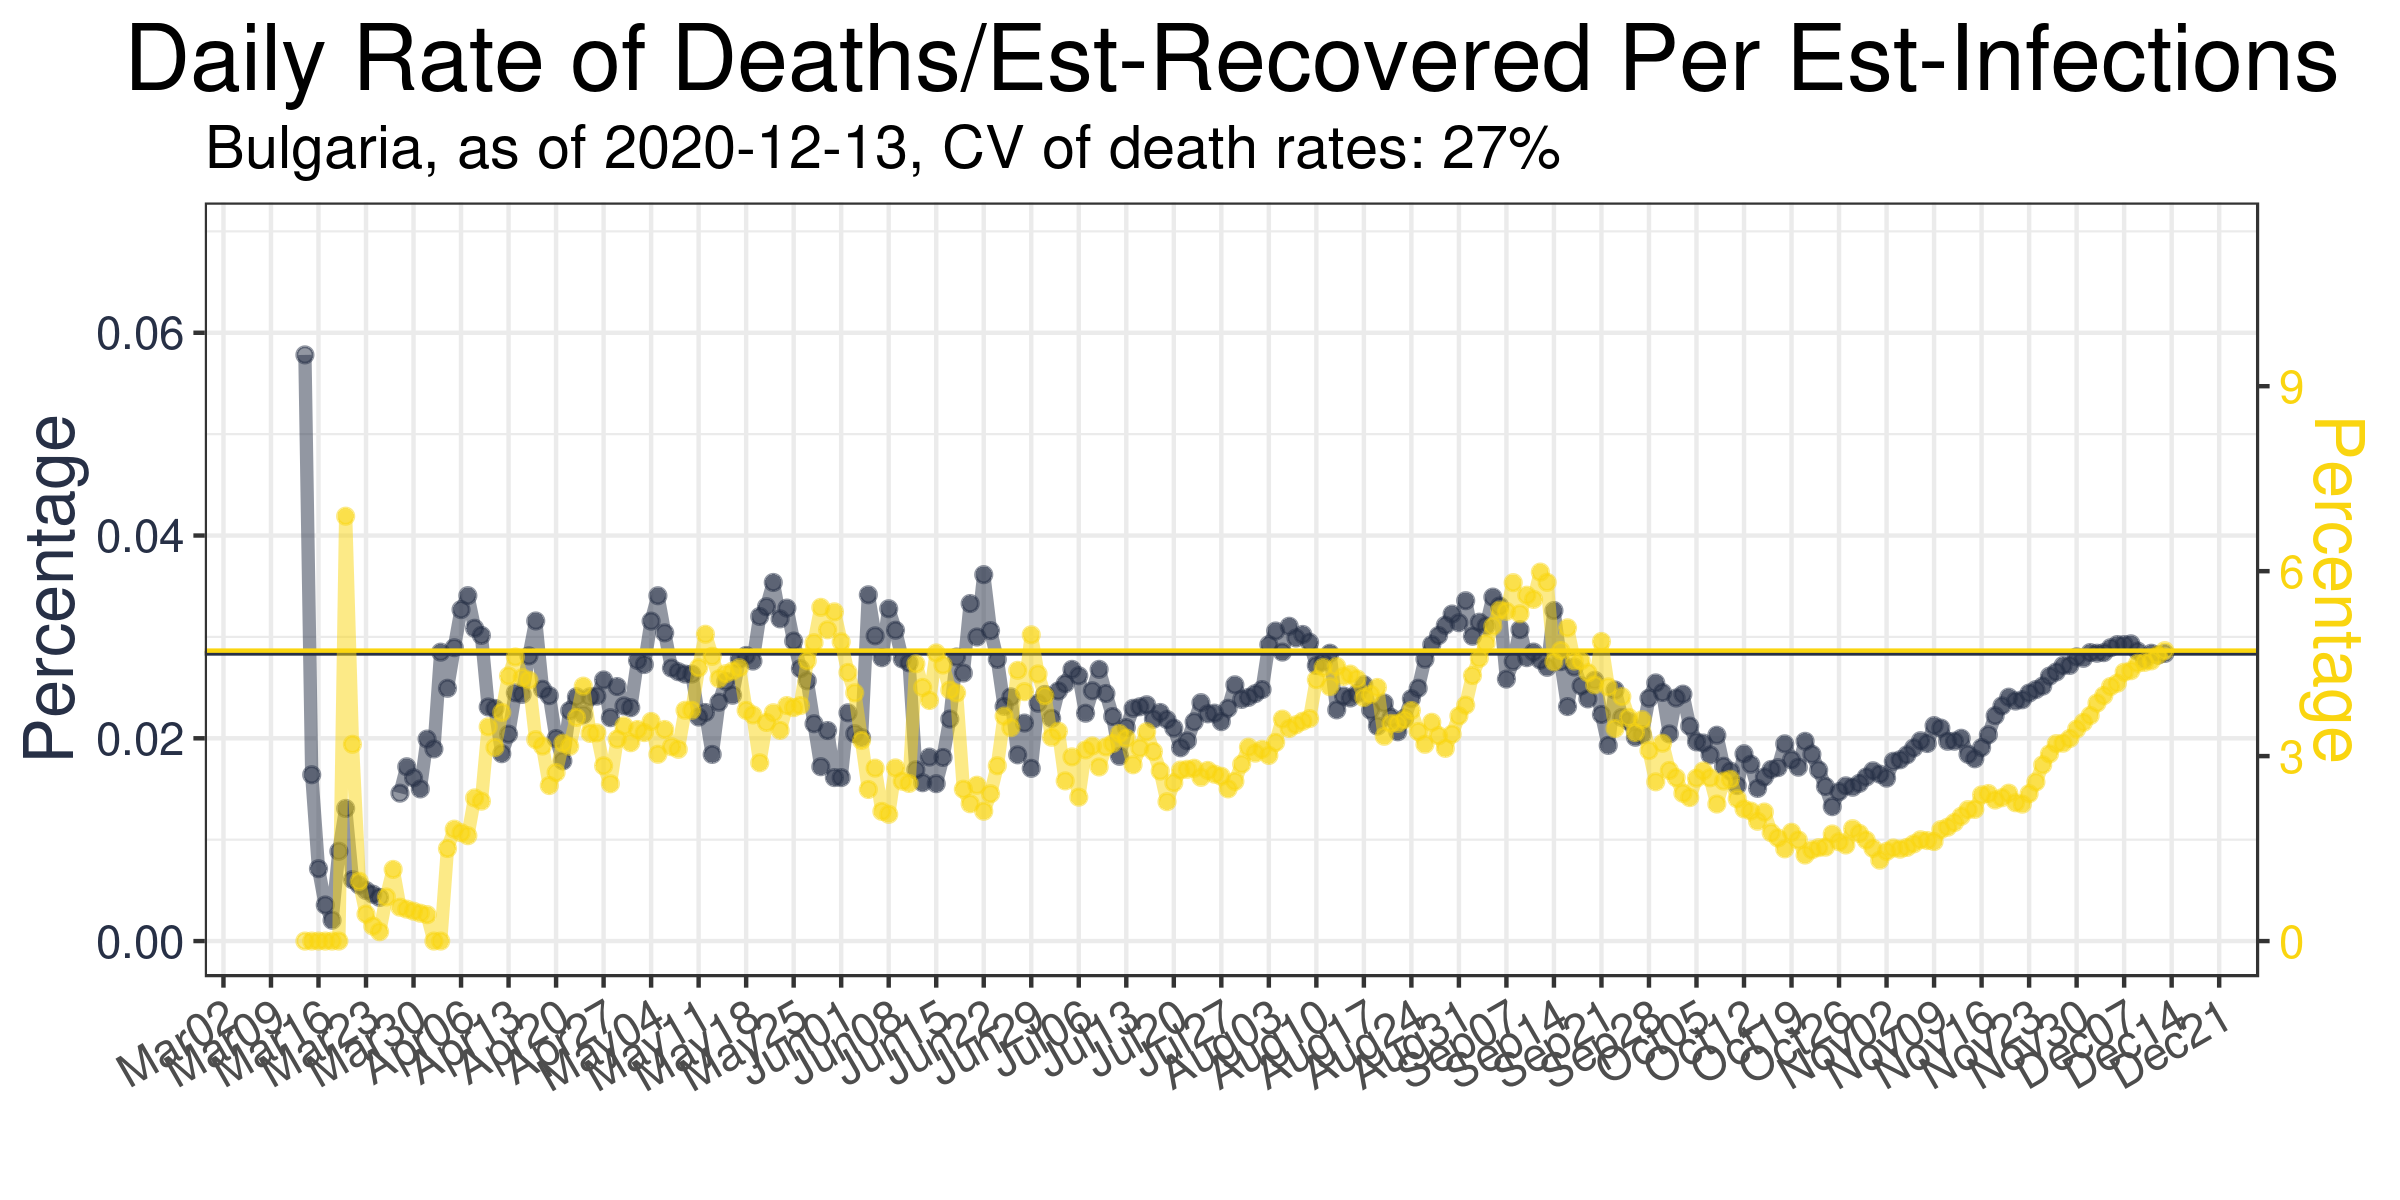 Daily Rate of Deaths/Est-Recovered Per Est-Infections
Bulgaria, as of 2020-12-13, CV of death rates: 27%
Percentage
0.06
0.04
0.02
0.00
9
6
3
0
Percentage
Mar02
Mar09
Mar16
Mar23
Mar30
Apr06
Apr13
Apr20
Apr27
May04
May11
May18
May25
Jun01
Jun08
Jun15
Jun22
Jun29
Jul06
Jul13
Jul20
Jul27
Aug03
Aug10
Aug17
Aug24
Aug31
Sep07
Sep14
Sep21
Sep28
Oct05
Oct12
Oct19
Oct26
Nov02
Nov09
Nov16
Nov23
Nov30
Dec07
Dec14
Dec21